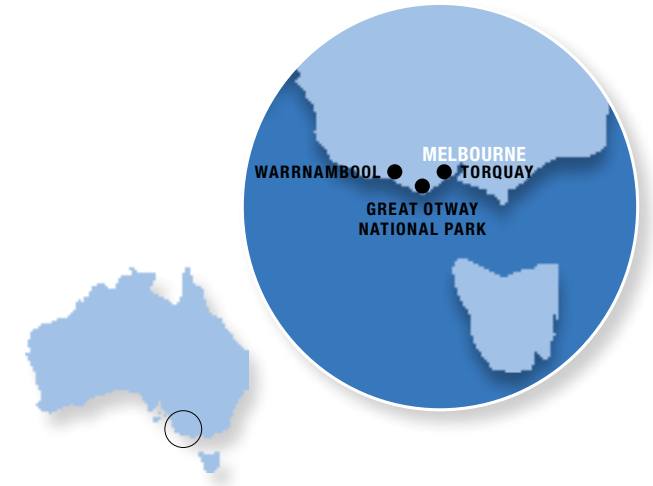 MELBOURNE
WARRNAMBOOL
TORQUAY
GREAT OTWAY
NATIONAL PARK